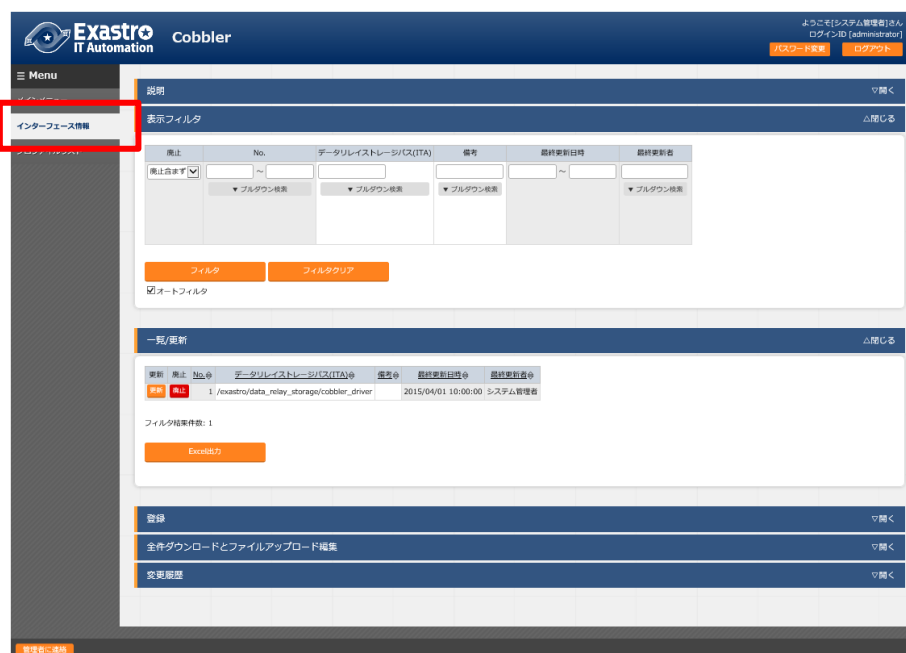 Exastro
IT Automation
Cobbler
ようこそ[システム管理者]さん
ログインID [administrator]
パスワード変更 ログアウト
☰ Menu
メインメニュー
インターフェース情報
説明 ▽開く
表示フィルタ △閉じる
廃止 No. データリレイストレージパス(ITA) 備考 最終更新日時 最終更新者
廃止含まず ～ ～
▼ プルダウン検索 ▼ プルダウン検索 ▼ プルダウン検索 ▼ プルダウン検索
フィルタ フィルタクリア
オートフィルタ
一覧/更新 △閉じる
更新 廃止 No. データリレイストレージパス(ITA) 備考 最終更新日時 最終更新者
更新 廃止 1 /exastro/data_relay_storage/cobbler_driver 2015/04/01 10:00:00 システム管理者
フィルタ結果件数: 1
Excel出力
登録 ▽開く
全件ダウンロードとファイルアップロード編集 ▽開く
変更履歴 ▽開く
管理者に連絡